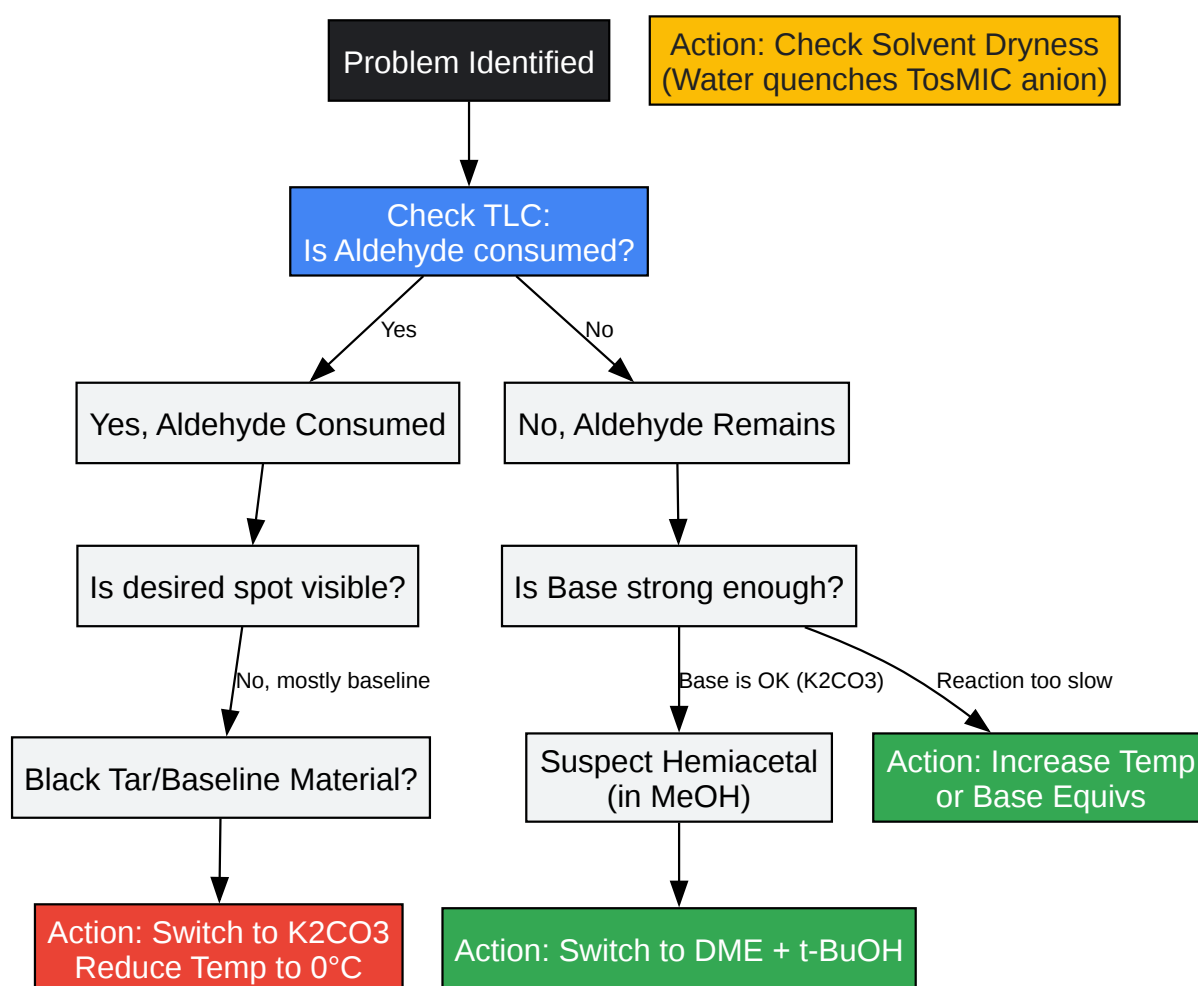 Problem Identified
Action: Check Solvent Dryness
(Water quenches TosMIC anion)
Check TLC:
Is Aldehyde consumed?
Yes
No
Yes, Aldehyde Consumed
No, Aldehyde Remains
Is desired spot visible?
Is Base strong enough?
No, mostly baseline
Base is OK (K2CO3)
Reaction too slow
Black Tar/Baseline Material?
Suspect Hemiacetal
(in MeOH)
Action: Increase Temp
or Base Equivs
Action: Switch to K2CO3
Reduce Temp to 0°C
Action: Switch to DME + t-BuOH